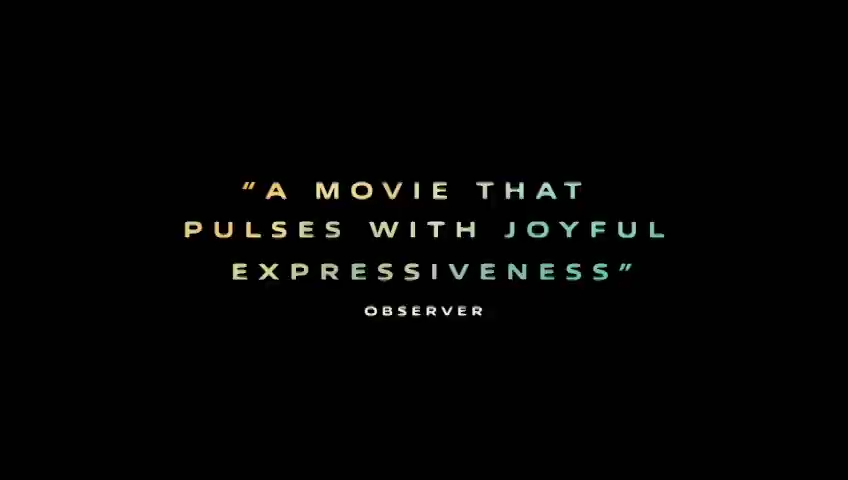 “A MOVIE THAT
PULSES WITH JOYFUL
EXPRESSIVENESS”
OBSERVER